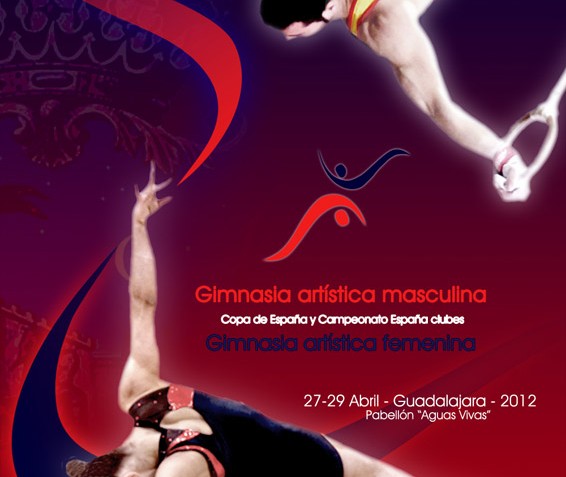 Gimnasia artística masculina
Copa de España y Campeonato España clubes
Gimnasia artística femenina
27-29 Abril - Guadalajara - 2012
Pabellón "Aguas Vivas"